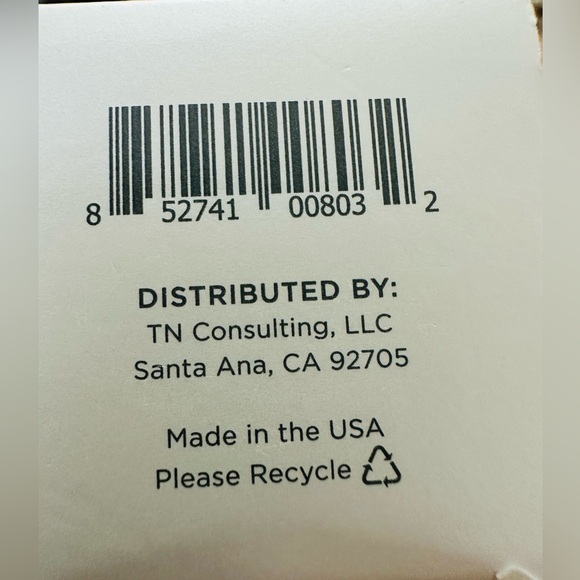 8 52741 00803 2
DISTRIBUTED BY:
TN Consulting, LLC
Santa Ana, CA 92705
Made in the USA
Please Recycle